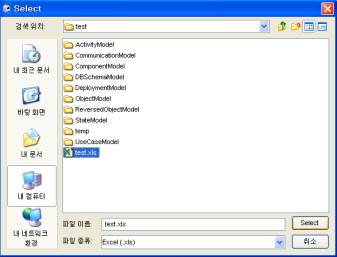 Select
검색 위치:
test
ActivityModel
CommunicationModel
ComponentModel
DBSchemaModel
DeploymentModel
ObjectModel
ReversedObjectModel
StateModel
temp
UseCaseModel
test.xls
내 최근 문서
바탕 화면
내 문서
내 컴퓨터
내 네트워크
환경
파일 이름:
test.xls
Select
파일 종류:
Excel (.xls)
취소